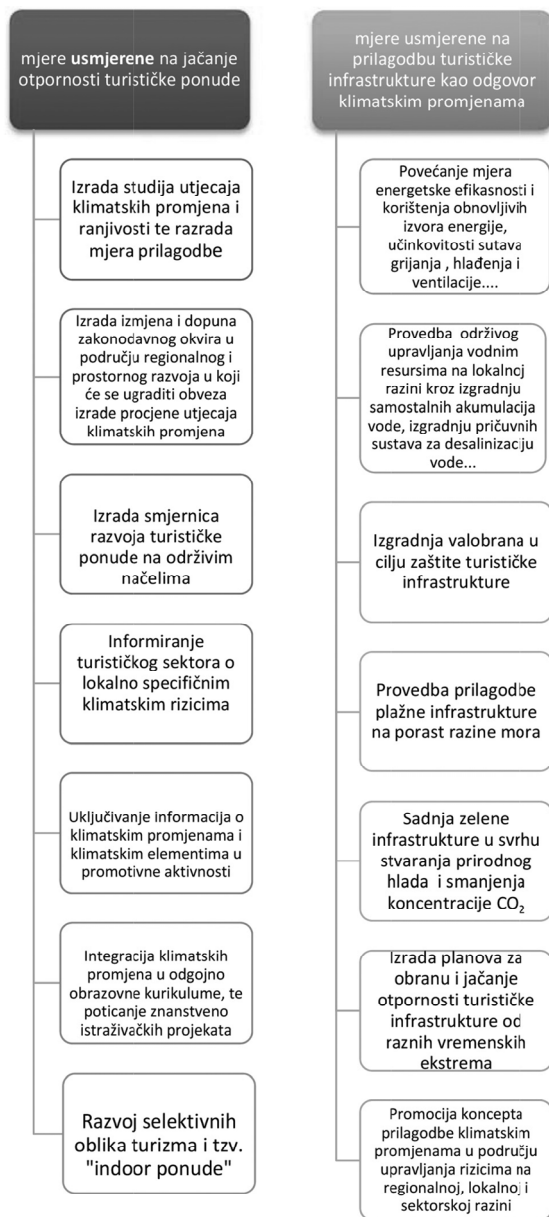 mjere usmjerene na jačanje
otpornosti turističke ponude
Izrada studija utjecaja
klimatskih promjena i
ranjivosti te razrada
mjera prilagodbe
Izrada izmjena i dopuna
zakonodavnog okvira u
području regionalnog i
prostornog razvoja u koji
će se ugraditi obveza
izrade procjene utjecaja
klimatskih promjena
Izrada smjernica
razvoja turističke
ponude na održivim
načelima
Informiranje
turističkog sektora o
lokalno specifičnim
klimatskim rizicima
Uključivanje informacija o
klimatskim promjenama i
klimatskim elementima u
promotivne aktivnosti
Integracija klimatskih
promjena u odgojno
obrazovne kurikulume, te
poticanje znanstveno
istraživačkih projekata
Razvoj selektivnih
oblika turizma i tzv.
"indoor ponude"
mjere usmjerene na
prilagodbu turističke
infrastrukture kao odgovor
klimatskim promjenama
Povećanje mjera
energetske efikasnosti i
korištenja obnovljivih
izvora energije,
učinkovitosti sutava
grijanja , hlađenja i
ventilacije....
Provedba održivog
upravljanja vodnim
resursima na lokalnoj
razini kroz izgradnju
samostalnih akumulacija
vode, izgradnju pričuvnih
sustava za desalinizaciju
vode...
Izgradnja valobrana u
cilju zaštite turističke
infrastrukture
Provedba prilagodbe
plažne infrastrukture
na porast razine mora
Sadnja zelene
infrastrukture u svrhu
stvaranja prirodnog
hlada i smanjenja
koncentracije CO₂
Izrada planova za
obranu i jačanje
otpornosti turističke
infrastrukture od
raznih vremenskih
ekstrema
Promocija koncepta
prilagodbe klimatskim
promjenama u području
upravljanja rizicima na
regionalnoj, lokalnoj i
sektorskoj razini